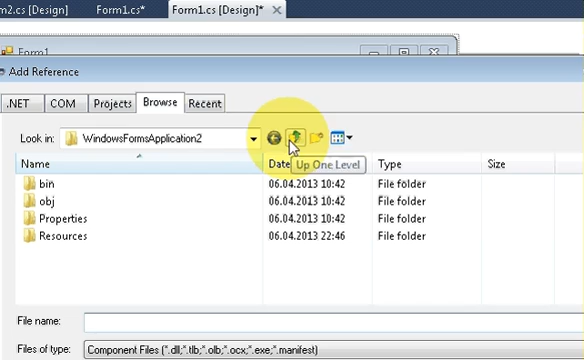 m2.cs [Design] Form1.cs* Form1.cs [Design]* ×
Form1
Add Reference
.NET COM Projects Browse Recent
Look in: WindowsFormsApplication2
Up One Level
Name Date Type Size
bin 06.04.2013 10:42 File folder
obj 06.04.2013 10:42 File folder
Properties 06.04.2013 10:42 File folder
Resources 06.04.2013 22:46 File folder
File name:
Files of type: Component Files (*.dll;*.tlb;*.olb;*.ocx;*.exe;*.manifest)